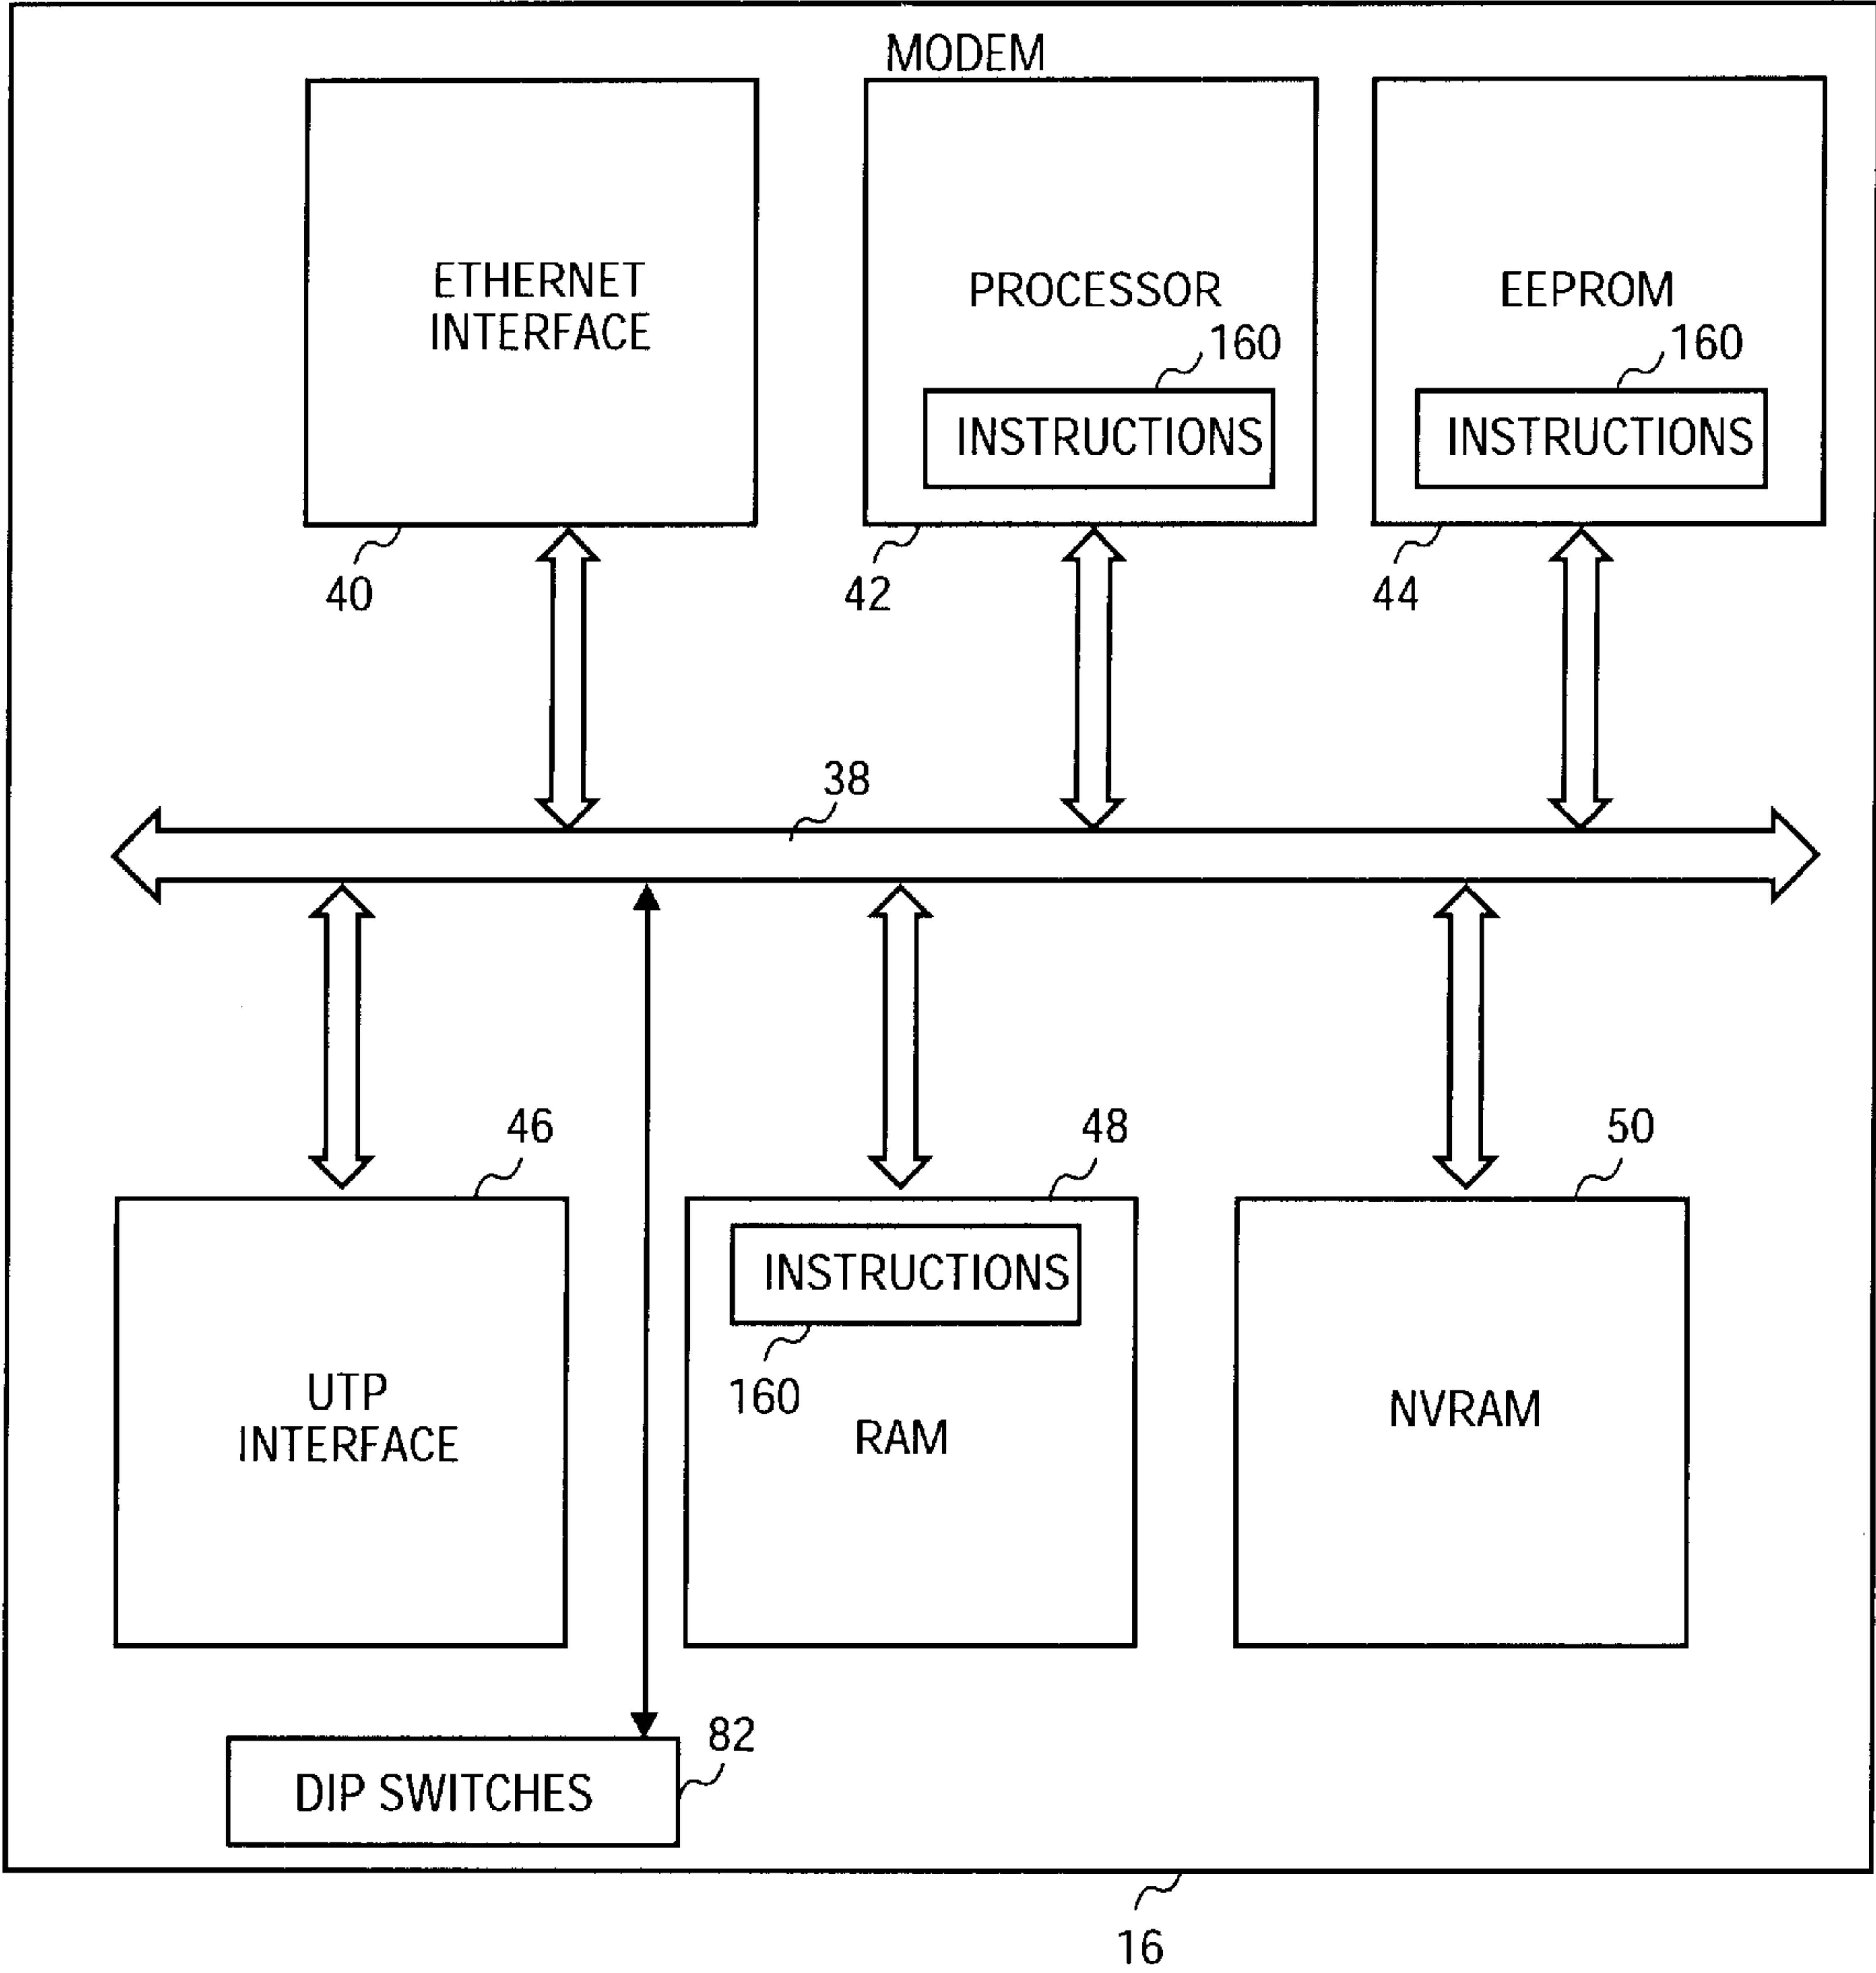 MODEM
ETHERNET
INTERFACE
PROCESSOR
160
INSTRUCTIONS
EEPROM
160
INSTRUCTIONS
40
42
44
38
46
48
50
UTP
INTERFACE
INSTRUCTIONS
160
RAM
NVRAM
82
DIP SWITCHES
16